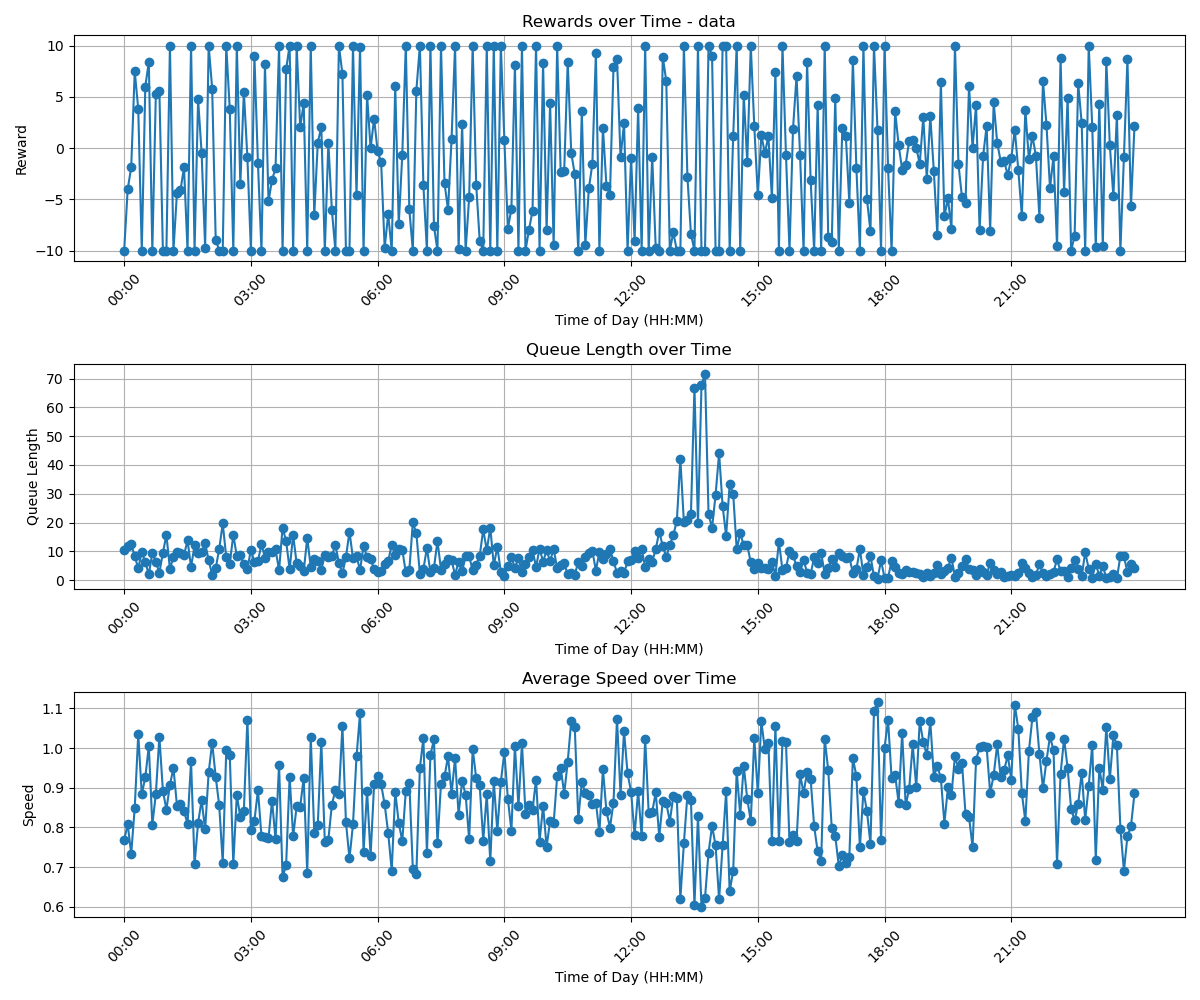 Rewards over Time - data
10
5
0
−5
−10
Reward
00:00 03:00 06:00 09:00 12:00 15:00 18:00 21:00
Time of Day (HH:MM)
Queue Length over Time
70
60
50
40
30
20
10
0
Queue Length
00:00 03:00 06:00 09:00 12:00 15:00 18:00 21:00
Time of Day (HH:MM)
Average Speed over Time
1.1
1.0
0.9
0.8
0.7
0.6
Speed
00:00 03:00 06:00 09:00 12:00 15:00 18:00 21:00
Time of Day (HH:MM)